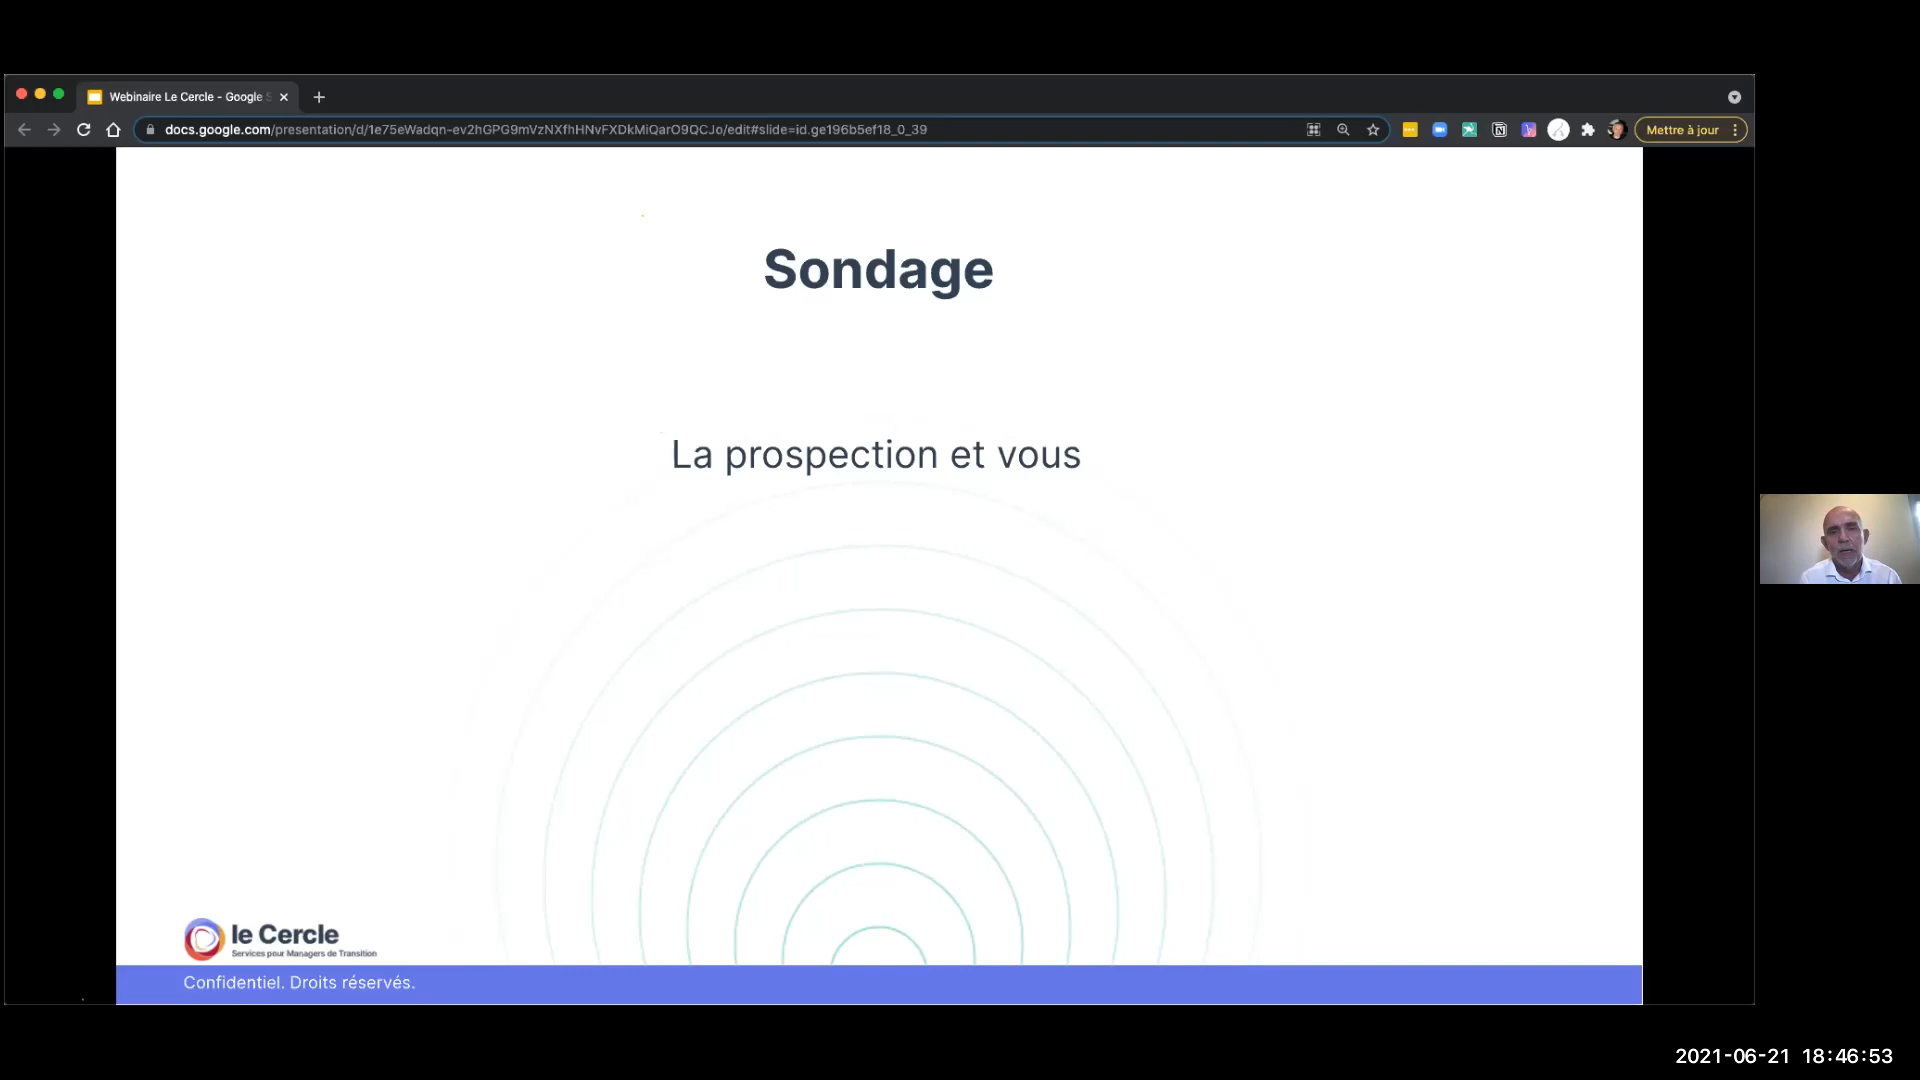 Webinaire Le Cercle - Google S
docs.google.com/presentation/d/1e75eWadqn-ev2hGPG9mVzNXfhHNvFXDkMiQarO9QCJo/edit#slide=id.ge196b5ef18_0_39
Mettre à jour
Sondage
La prospection et vous
le Cercle
Services pour Managers de Transition
Confidentiel. Droits réservés.
2021-06-21 18:46:53